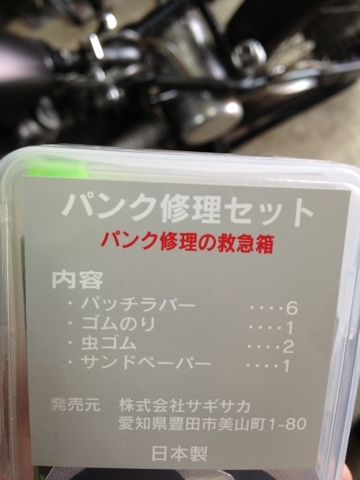 パンク修理セット
パンク修理の救急箱
内容
・パッチラバー ････6
・ゴムのり ････1
・虫ゴム ････2
・サンドペーパー ････1
発売元 株式会社サギサカ
愛知県豊田市美山町1-80
日本製